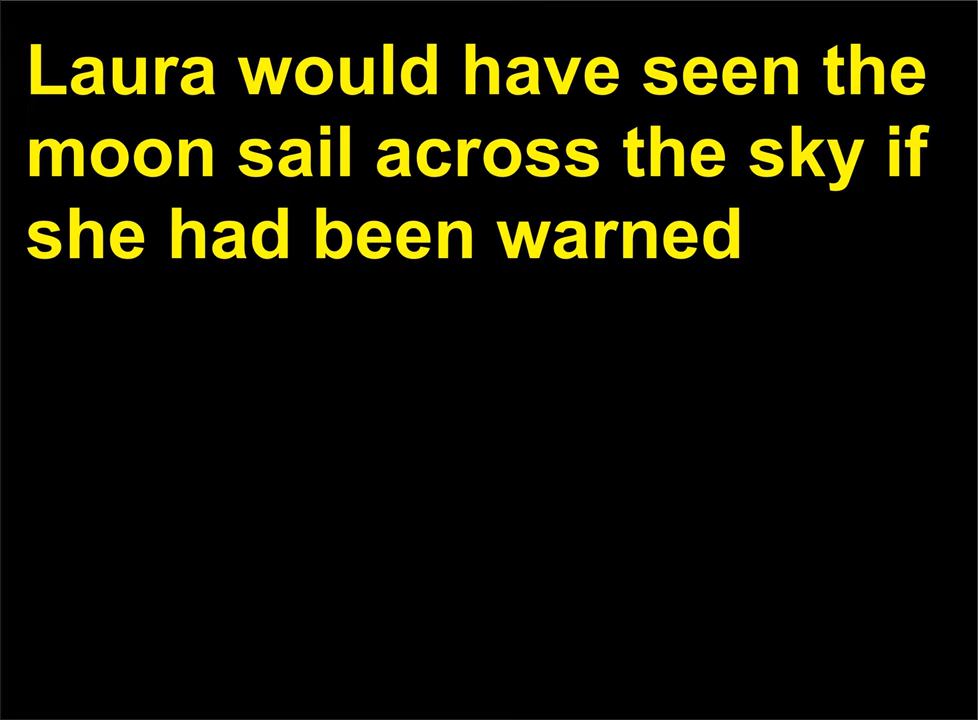 Laura would have seen the
moon sail across the sky if
she had been warned